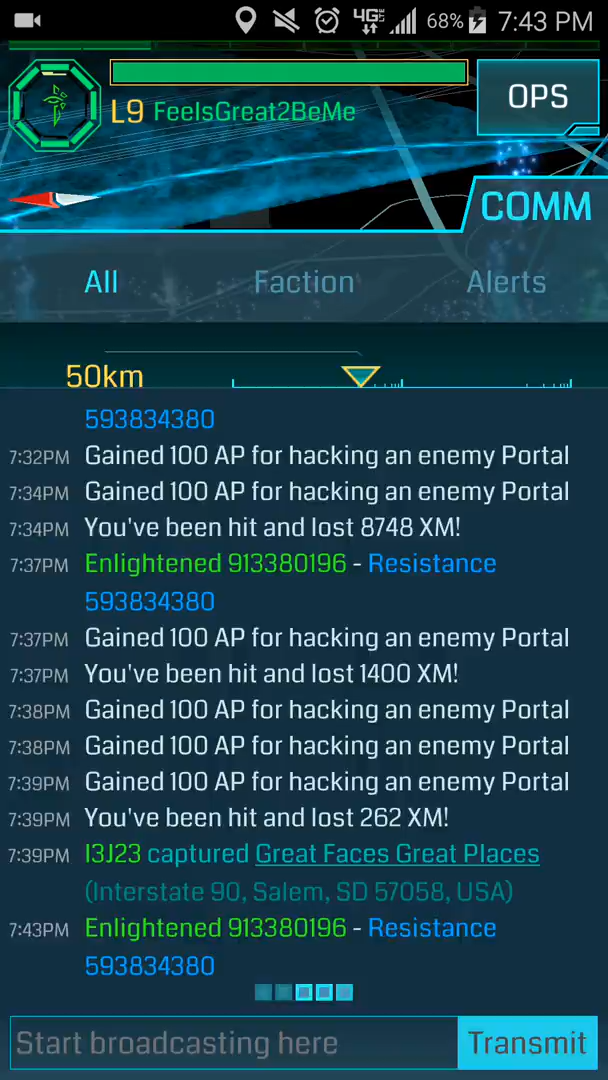 4G LTE 68% 7:43 PM
L9 FeelsGreat2BeMe
OPS
COMM
All Faction Alerts
50km
593834380
7:32PM Gained 100 AP for hacking an enemy Portal
7:34PM Gained 100 AP for hacking an enemy Portal
7:34PM You've been hit and lost 8748 XM!
7:37PM Enlightened 913380196 - Resistance
593834380
7:37PM Gained 100 AP for hacking an enemy Portal
7:37PM You've been hit and lost 1400 XM!
7:38PM Gained 100 AP for hacking an enemy Portal
7:38PM Gained 100 AP for hacking an enemy Portal
7:39PM Gained 100 AP for hacking an enemy Portal
7:39PM You've been hit and lost 262 XM!
7:39PM I3J23 captured Great Faces Great Places
(Interstate 90, Salem, SD 57058, USA)
7:43PM Enlightened 913380196 - Resistance
593834380
Start broadcasting here Transmit